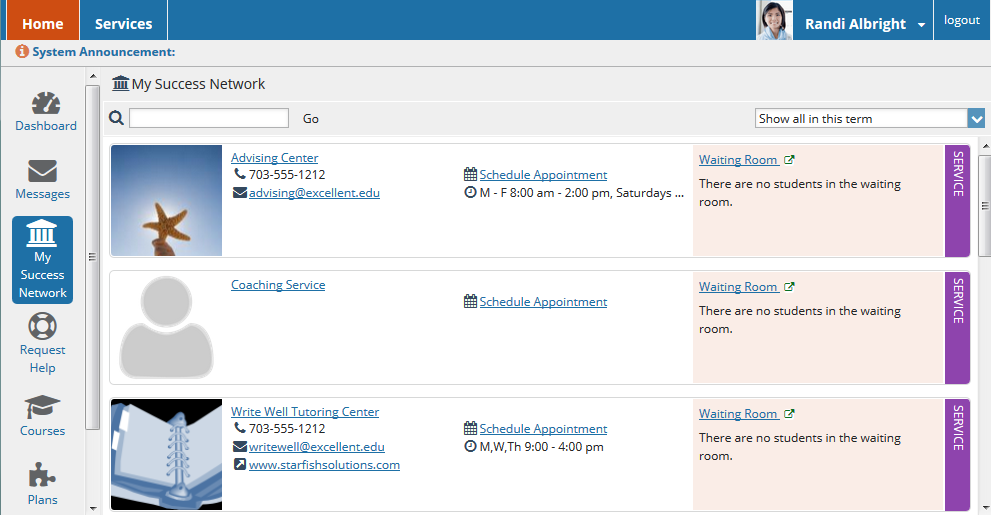 Home
Services
Randi Albright
logout
System Announcement:
Dashboard
Messages
My
Success
Network
Request
Help
Courses
Plans
My Success Network
Go
Show all in this term
Advising Center
703-555-1212
advising@excellent.edu
Schedule Appointment
M - F 8:00 am - 2:00 pm, Saturdays ...
Waiting Room
There are no students in the waiting
room.
SERVICE
Coaching Service
Schedule Appointment
Waiting Room
There are no students in the waiting
room.
SERVICE
Write Well Tutoring Center
703-555-1212
writewell@excellent.edu
www.starfishsolutions.com
Schedule Appointment
M,W,Th 9:00 - 4:00 pm
Waiting Room
There are no students in the waiting
room.
SERVICE